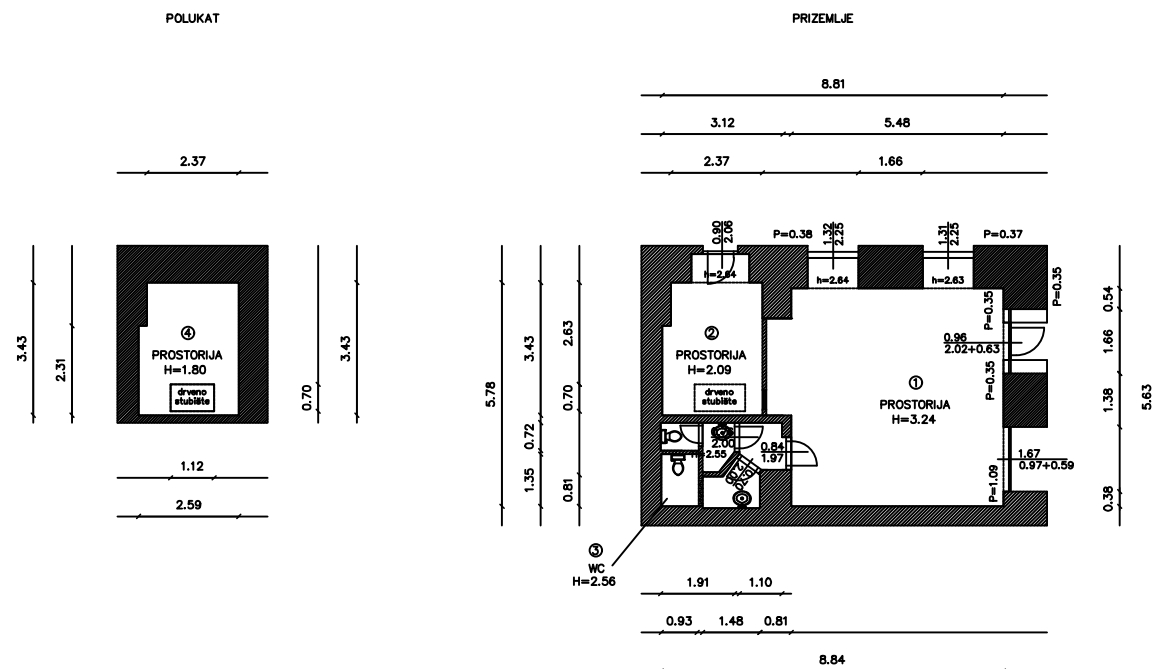 POLUKAT
PRIZEMLJE
8.81
3.12
5.48
2.37
2.37
1.66
0.90
2.06
P=0.38
1.32
2.25
1.31
2.25
P=0.37
h=2.64
h=2.64
h=2.63
P=0.35
P=0.35
0.54
3.43
2.31
④
PROSTORIJA
H=1.80
drveno
stubište
0.70
3.43
5.78
3.43
2.63
②
PROSTORIJA
H=2.09
drveno
stubište
0.96
2.02+0.63
1.66
P=0.35
①
PROSTORIJA
H=3.24
1.38
5.63
0.70
0.72
2.00
H=2.55
0.84
1.97
1.67
0.97+0.59
1.35
0.81
P=1.09
0.38
1.12
2.59
③
WC
H=2.56
1.91
1.10
0.93
1.48
0.81
8.84